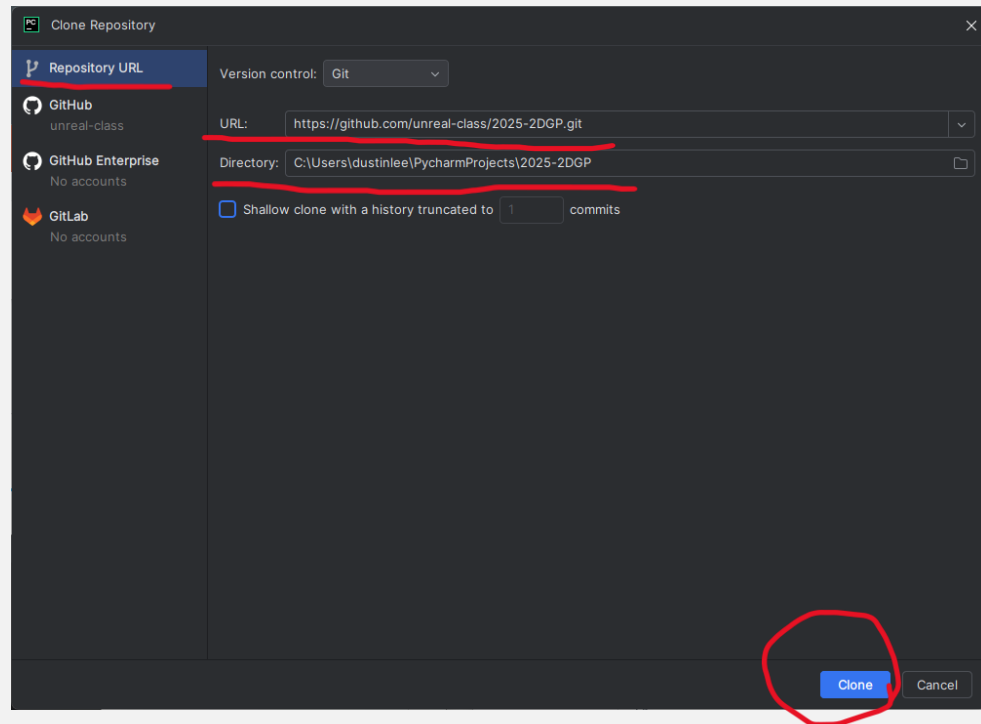 PC
Clone Repository
Repository URL
GitHub
unreal-class
GitHub Enterprise
No accounts
GitLab
No accounts
Version control: Git
URL: https://github.com/unreal-class/2025-2DGP.git
Directory: C:\Users\dustinlee\PycharmProjects\2025-2DGP
Shallow clone with a history truncated to 1 commits
Clone Cancel